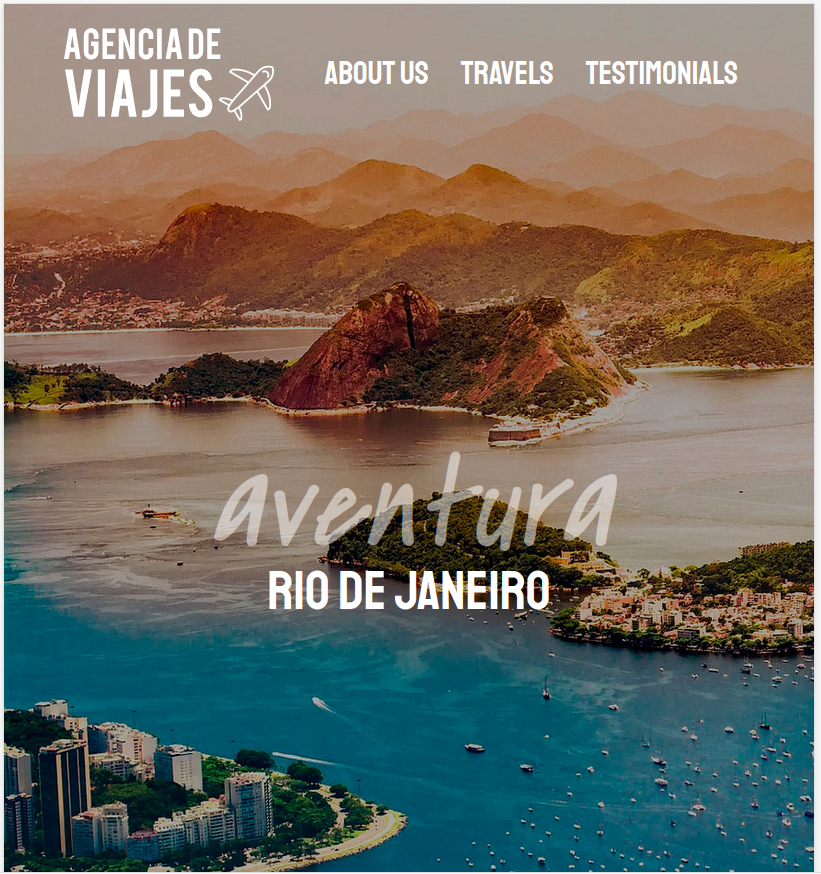 AGENCIA DE
VIAJES
ABOUT US TRAVELS TESTIMONIALS
aventura
RIO DE JANEIRO